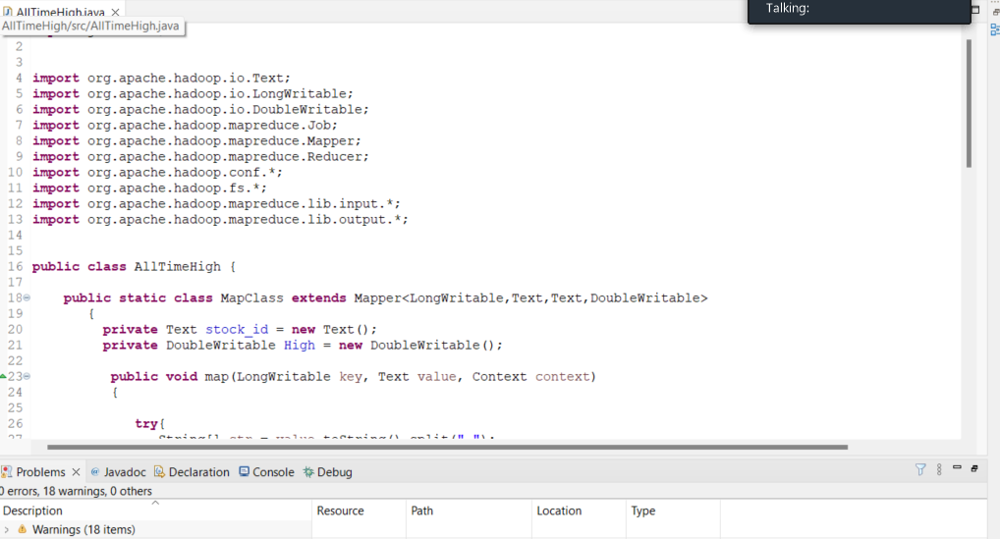 AllTimeHigh.java
Talking:
AllTimeHigh/src/AllTimeHigh.java
2
3
4 import org.apache.hadoop.io.Text;
5 import org.apache.hadoop.io.LongWritable;
6 import org.apache.hadoop.io.DoubleWritable;
7 import org.apache.hadoop.mapreduce.Job;
8 import org.apache.hadoop.mapreduce.Mapper;
9 import org.apache.hadoop.mapreduce.Reducer;
10 import org.apache.hadoop.conf.*;
11 import org.apache.hadoop.fs.*;
12 import org.apache.hadoop.mapreduce.lib.input.*;
13 import org.apache.hadoop.mapreduce.lib.output.*;
14
15
16 public class AllTimeHigh {
17
18 public static class MapClass extends Mapper<LongWritable,Text,Text,DoubleWritable>
19 {
20 private Text stock_id = new Text();
21 private DoubleWritable High = new DoubleWritable();
22
23 public void map(LongWritable key, Text value, Context context)
24 {
25
26 try{
Problems Javadoc Declaration Console Debug
0 errors, 18 warnings, 0 others
Description Resource Path Location Type
Warnings (18 items)